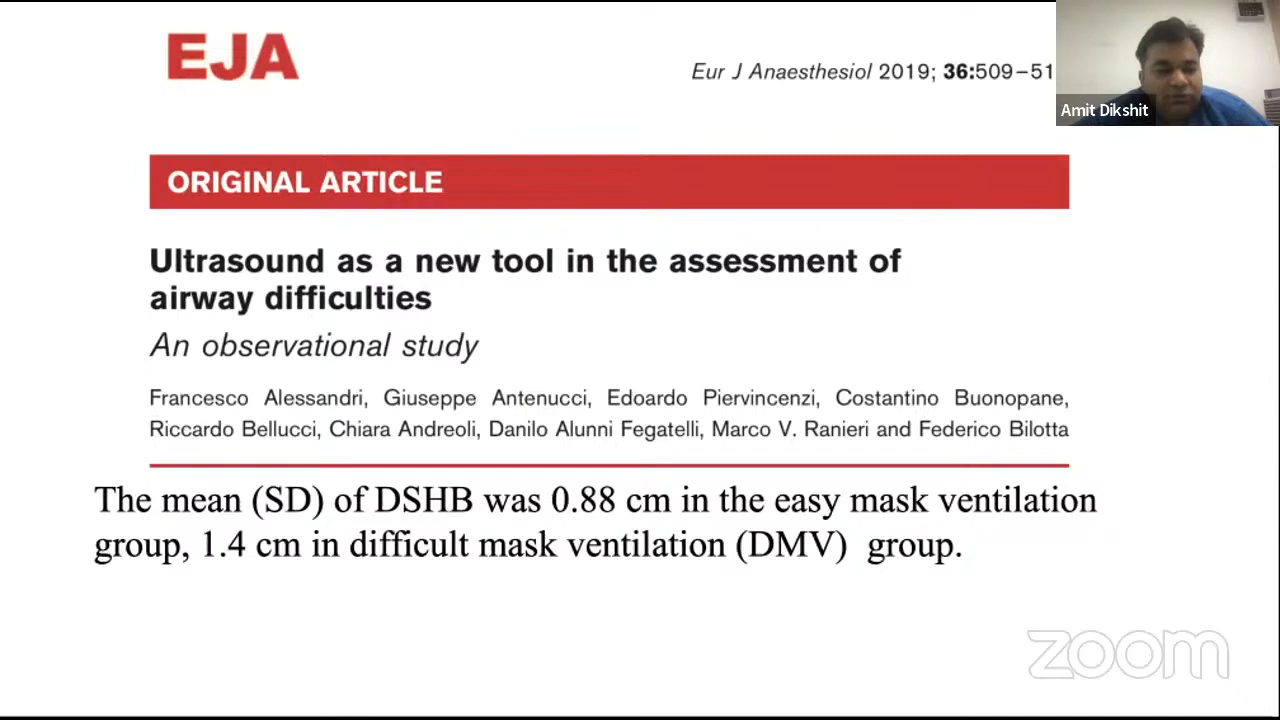 EJA
Eur J Anaesthesiol 2019; 36:509–51
Amit Dikshit
ORIGINAL ARTICLE
Ultrasound as a new tool in the assessment of
airway difficulties
An observational study
Francesco Alessandri, Giuseppe Antenucci, Edoardo Piervincenzi, Costantino Buonopane,
Riccardo Bellucci, Chiara Andreoli, Danilo Alunni Fegatelli, Marco V. Ranieri and Federico Bilotta
The mean (SD) of DSHB was 0.88 cm in the easy mask ventilation
group, 1.4 cm in difficult mask ventilation (DMV) group.
zoom